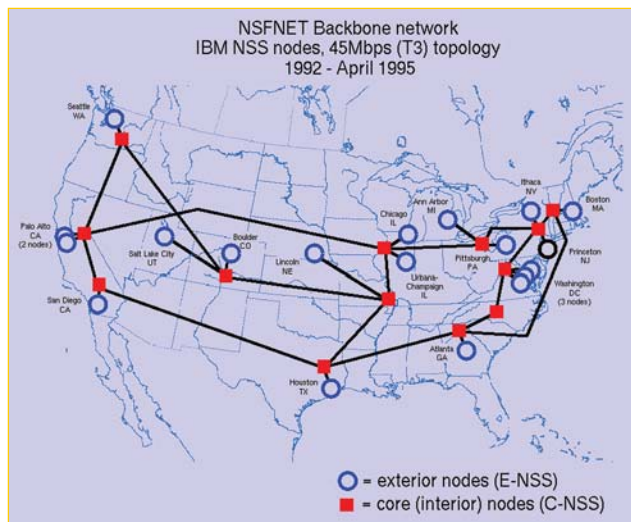 NSFNET Backbone network
IBM NSS nodes, 45Mbps (T3) topology
1992 - April 1995
Seattle
WA
Ithaca
NY
Boston
MA
Ann Arbor
MI
Chicago
IL
Palo Alto
CA
(2 nodes)
Boulder
CO
Salt Lake City
UT
Lincoln
NE
Pittsburgh,
PA
Princeton
NJ
Urbana-
Champaign
IL
Washington
DC
(3 nodes)
San Diego
CA
Atlanta
GA
Houston
TX
= exterior nodes (E-NSS)
= core (interior) nodes (C-NSS)